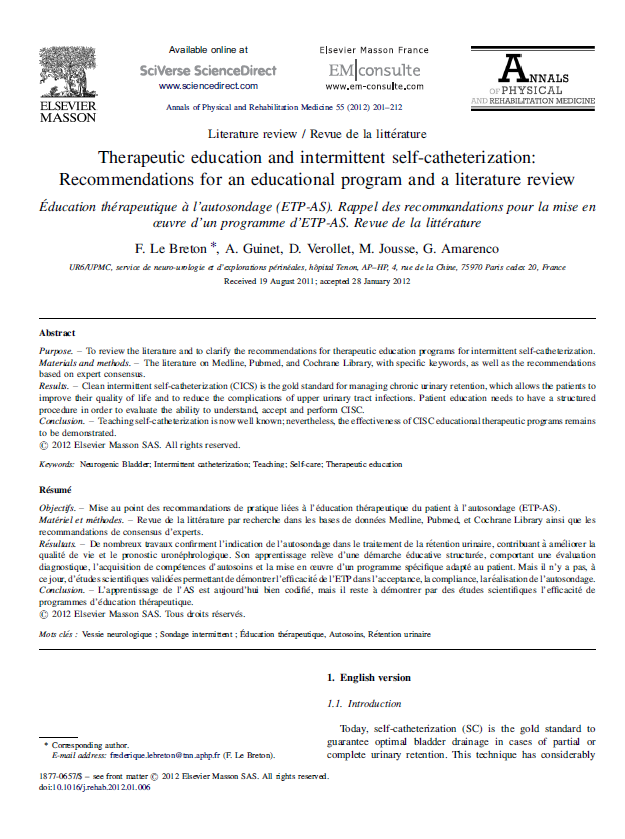 Available online at
Elsevier Masson France
SciVerse ScienceDirect
EM|consulte
www.sciencedirect.com
www.em-consulte.com
ELSEVIER
MASSON
ANNALS
OF PHYSICAL
AND REHABILITATION MEDICINE
Annals of Physical and Rehabilitation Medicine 55 (2012) 201–212
Literature review / Revue de la littérature
Therapeutic education and intermittent self-catheterization:
Recommendations for an educational program and a literature review
Éducation thérapeutique à l’autosondage (ETP-AS). Rappel des recommandations pour la mise en
œuvre d’un programme d’ETP-AS. Revue de la littérature
F. Le Breton *, A. Guinet, D. Verollet, M. Jousse, G. Amarenco
UR6/UPMC, service de neuro-urologie et d’explorations périnéales, hôpital Tenon, AP–HP, 4, rue de la Chine, 75970 Paris cedex 20, France
Received 19 August 2011; accepted 28 January 2012
Abstract
Purpose. – To review the literature and to clarify the recommendations for therapeutic education programs for intermittent self-catheterization.
Materials and methods. – The literature on Medline, Pubmed, and Cochrane Library, with specific keywords, as well as the recommendations
based on expert consensus.
Results. – Clean intermittent self-catheterization (CICS) is the gold standard for managing chronic urinary retention, which allows the patients to
improve their quality of life and to reduce the complications of upper urinary tract infections. Patient education needs to have a structured
procedure in order to evaluate the ability to understand, accept and perform CISC.
Conclusion. – Teaching self-catheterization is now well known; nevertheless, the effectiveness of CISC educational therapeutic programs remains
to be demonstrated.
© 2012 Elsevier Masson SAS. All rights reserved.
Keywords: Neurogenic Bladder; Intermittent catheterization; Teaching; Self-care; Therapeutic education
Résumé
Objectifs. – Mise au point des recommandations de pratique liées à l’éducation thérapeutique du patient à l’autosondage (ETP-AS).
Matériel et méthodes. – Revue de la littérature par recherche dans les bases de données Medline, Pubmed, et Cochrane Library ainsi que les
recommandations de consensus d’experts.
Résultats. – De nombreux travaux confirment l’indication de l’autosondage dans le traitement de la rétention urinaire, contribuant à améliorer la
qualité de vie et le pronostic uronéphrologique. Son apprentissage relève d’une démarche éducative structurée, comportant une évaluation
diagnostique, l’acquisition de compétences d’autosoins et la mise en œuvre d’un programme spécifique adapté au patient. Mais il n’y a pas, à
ce jour, d’études scientifiques validées permettant de démontrer l’efficacité de l’ETP dans l’acceptance, la compliance, la réalisation de l’autosondage.
Conclusion. – L’apprentissage de l’AS est aujourd’hui bien codifié, mais il reste à démontrer par des études scientifiques l’efficacité de
programmes d’éducation thérapeutique.
© 2012 Elsevier Masson SAS. Tous droits réservés.
Mots clés : Vessie neurologique ; Sondage intermittent ; Éducation thérapeutique, Autosoins, Rétention urinaire
1. English version
1.1. Introduction
Today, self-catheterization (SC) is the gold standard to
guarantee optimal bladder drainage in cases of partial or
complete urinary retention. This technique has considerably
* Corresponding author.
E-mail address: frederique.lebreton@tnn.aphp.fr (F. Le Breton).
1877-0657/$ – see front matter © 2012 Elsevier Masson SAS. All rights reserved.
doi:10.1016/j.rehab.2012.01.006